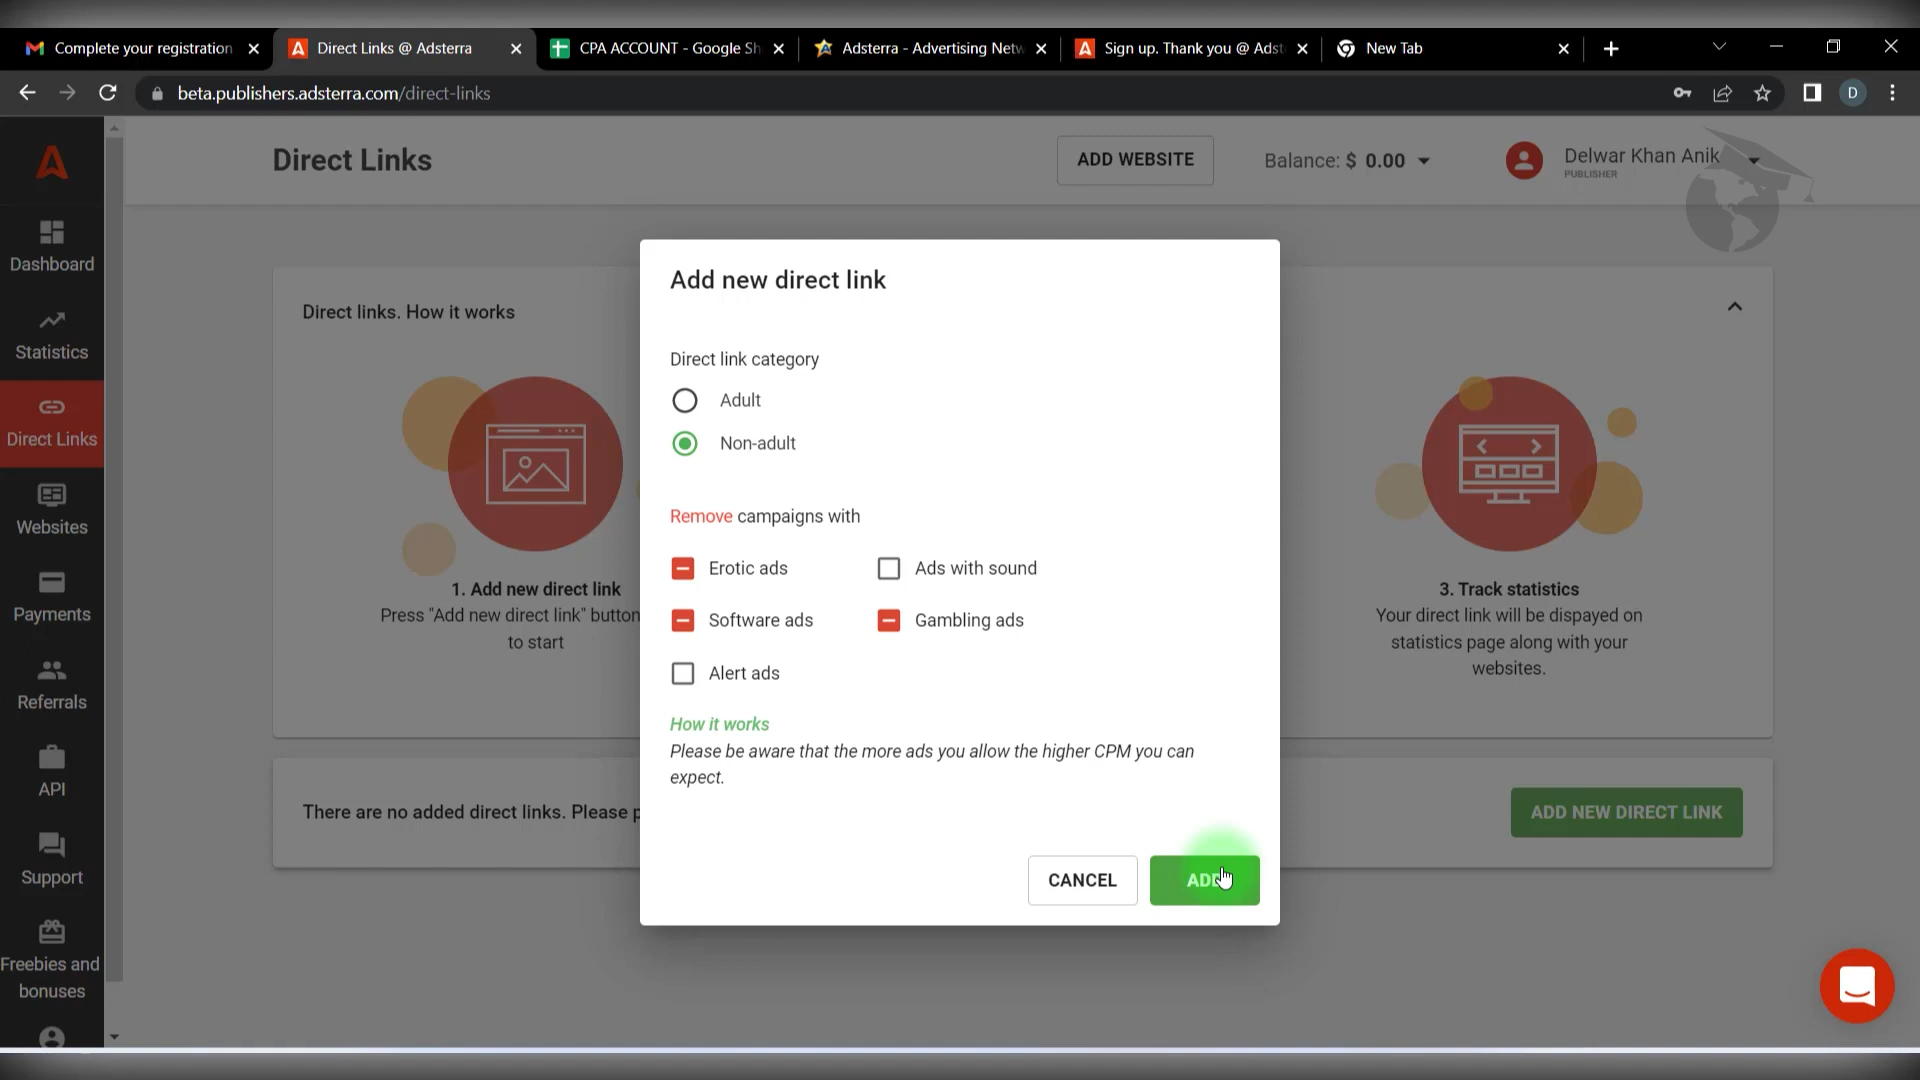 Complete your registration
Direct Links @ Adsterra
CPA ACCOUNT - Google Sh
Adsterra - Advertising Netw
Sign up. Thank you @ Adst
New Tab
beta.publishers.adsterra.com/direct-links
D
Direct Links
ADD WEBSITE
Balance: $ 0.00
Delwar Khan Anik
PUBLISHER
Dashboard
Statistics
Direct Links
Websites
Payments
Referrals
API
Support
Freebies and
bonuses
Direct links. How it works
1. Add new direct link
Press "Add new direct link" button
to start
3. Track statistics
Your direct link will be dispayed on
statistics page along with your
websites.
There are no added direct links. Please p
ADD NEW DIRECT LINK
Add new direct link
Direct link category
Adult
Non-adult
Remove campaigns with
Erotic ads
Ads with sound
Software ads
Gambling ads
Alert ads
How it works
Please be aware that the more ads you allow the higher CPM you can
expect.
CANCEL
ADD